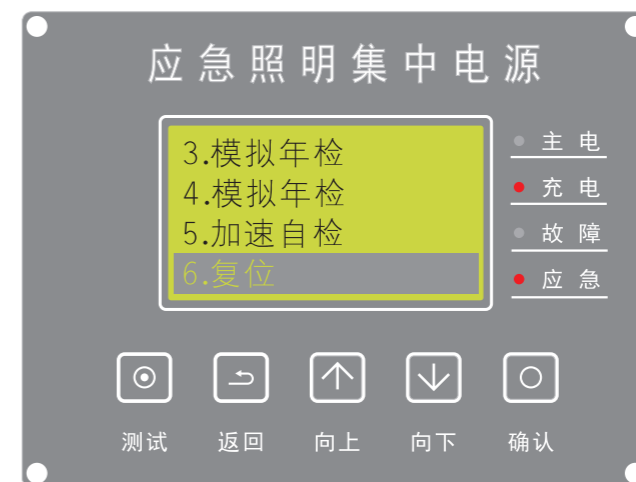 应急照明集中电源
3.模拟年检
4.模拟年检
5.加速自检
6.复位
主电
充电
故障
应急
测试 返回 向上 向下 确认